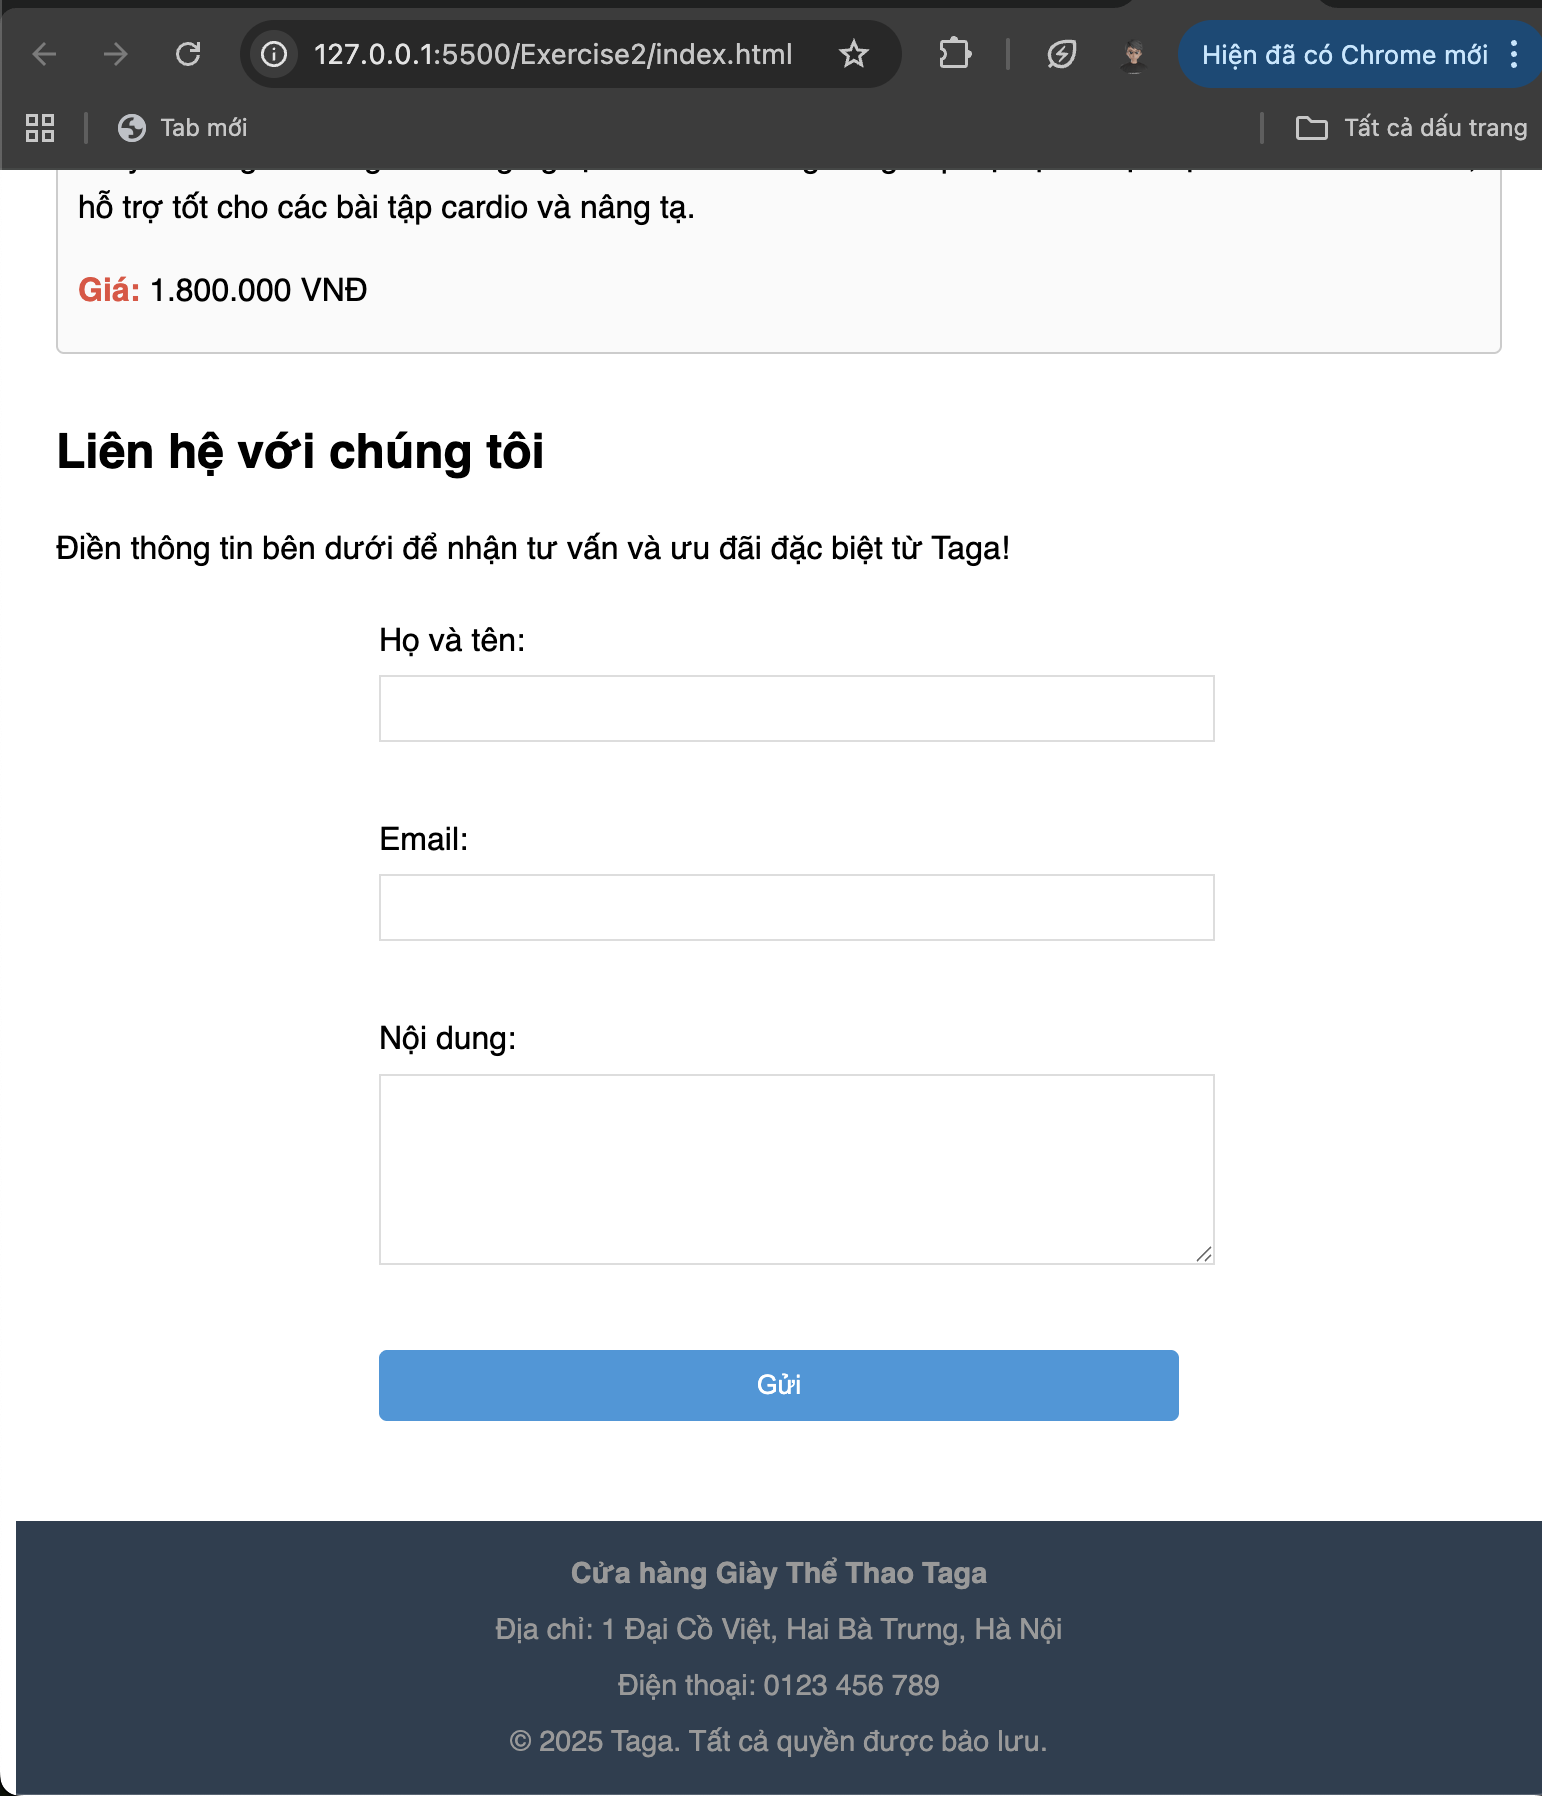 127.0.0.1:5500/Exercise2/index.html
Hiện đã có Chrome mới
Tab mới
Tất cả dấu trang
hỗ trợ tốt cho các bài tập cardio và nâng tạ.
Giá: 1.800.000 VNĐ
Liên hệ với chúng tôi
Điền thông tin bên dưới để nhận tư vấn và ưu đãi đặc biệt từ Taga!
Họ và tên:
Email:
Nội dung:
Gửi
Cửa hàng Giày Thể Thao Taga
Địa chỉ: 1 Đại Cồ Việt, Hai Bà Trưng, Hà Nội
Điện thoại: 0123 456 789
© 2025 Taga. Tất cả quyền được bảo lưu.